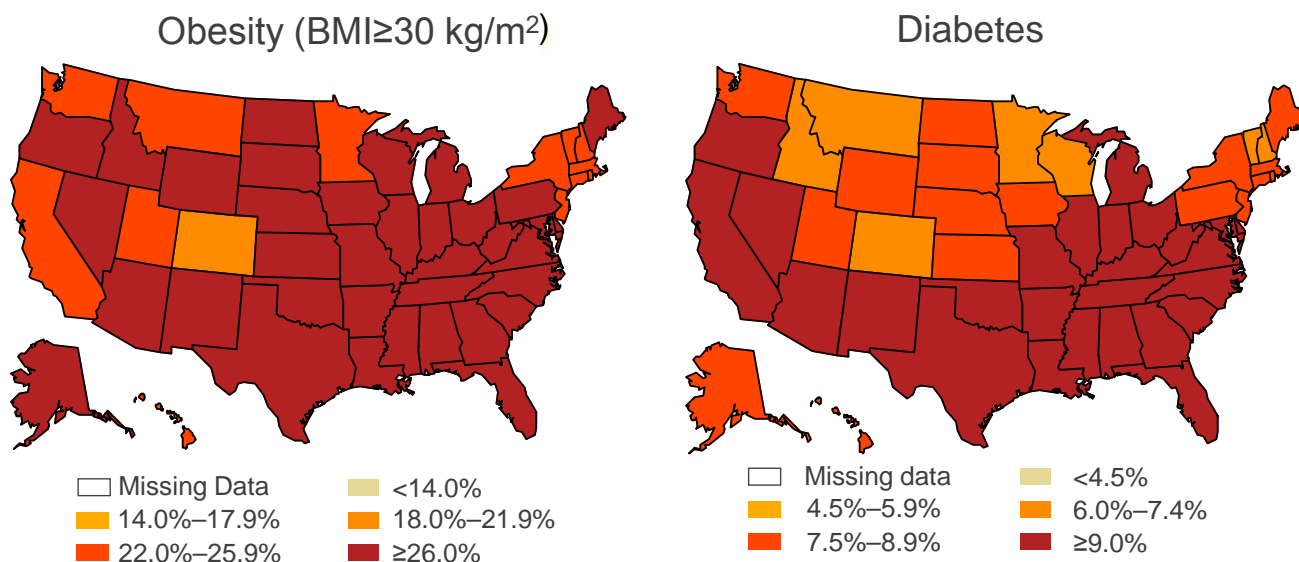 Obesity (BMI≥30 kg/m²)
Diabetes
Missing Data
<14.0%
14.0%–17.9%
18.0%–21.9%
22.0%–25.9%
≥26.0%
Missing data
<4.5%
4.5%–5.9%
6.0%–7.4%
7.5%–8.9%
≥9.0%